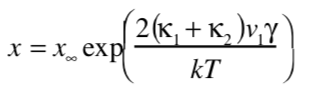 x = x∞ exp(2(κ₁ + κ₂)v₁γ / kT)